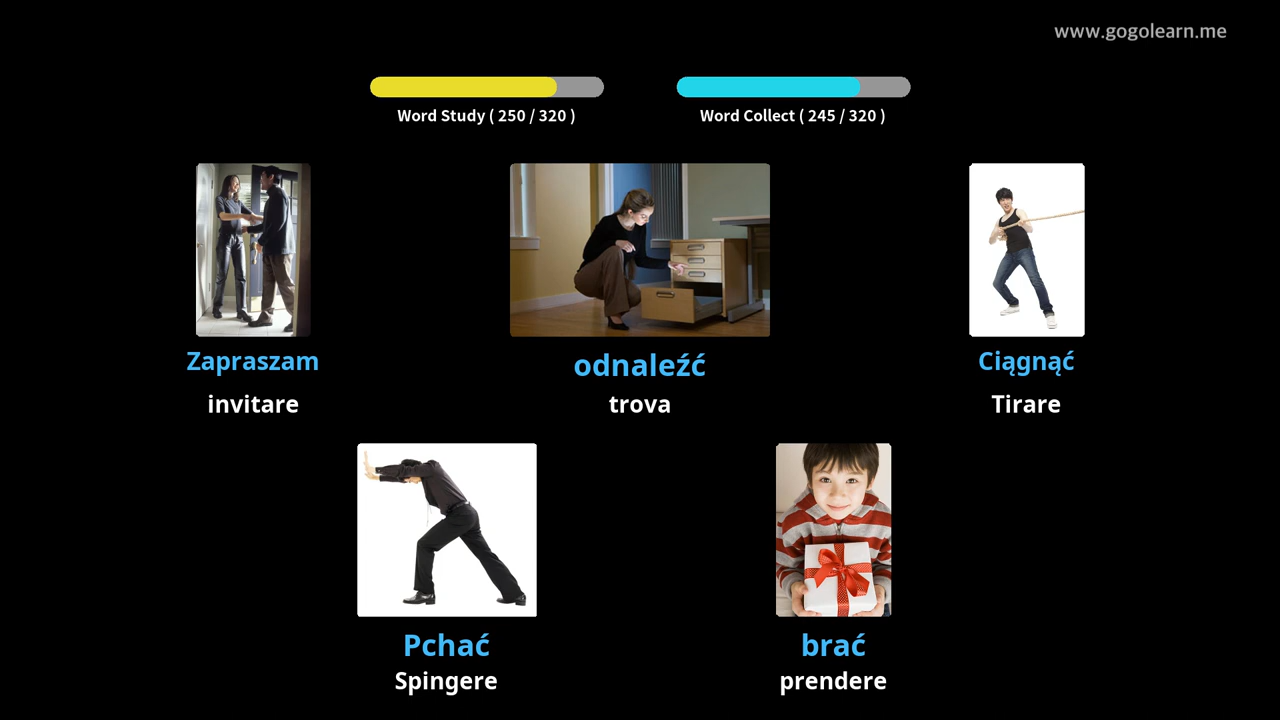 www.gogolearn.me
Word Study ( 250 / 320 )
Word Collect ( 245 / 320 )
Zapraszam
invitare
odnaleźć
trova
Ciągnąć
Tirare
Pchać
Spingere
brać
prendere